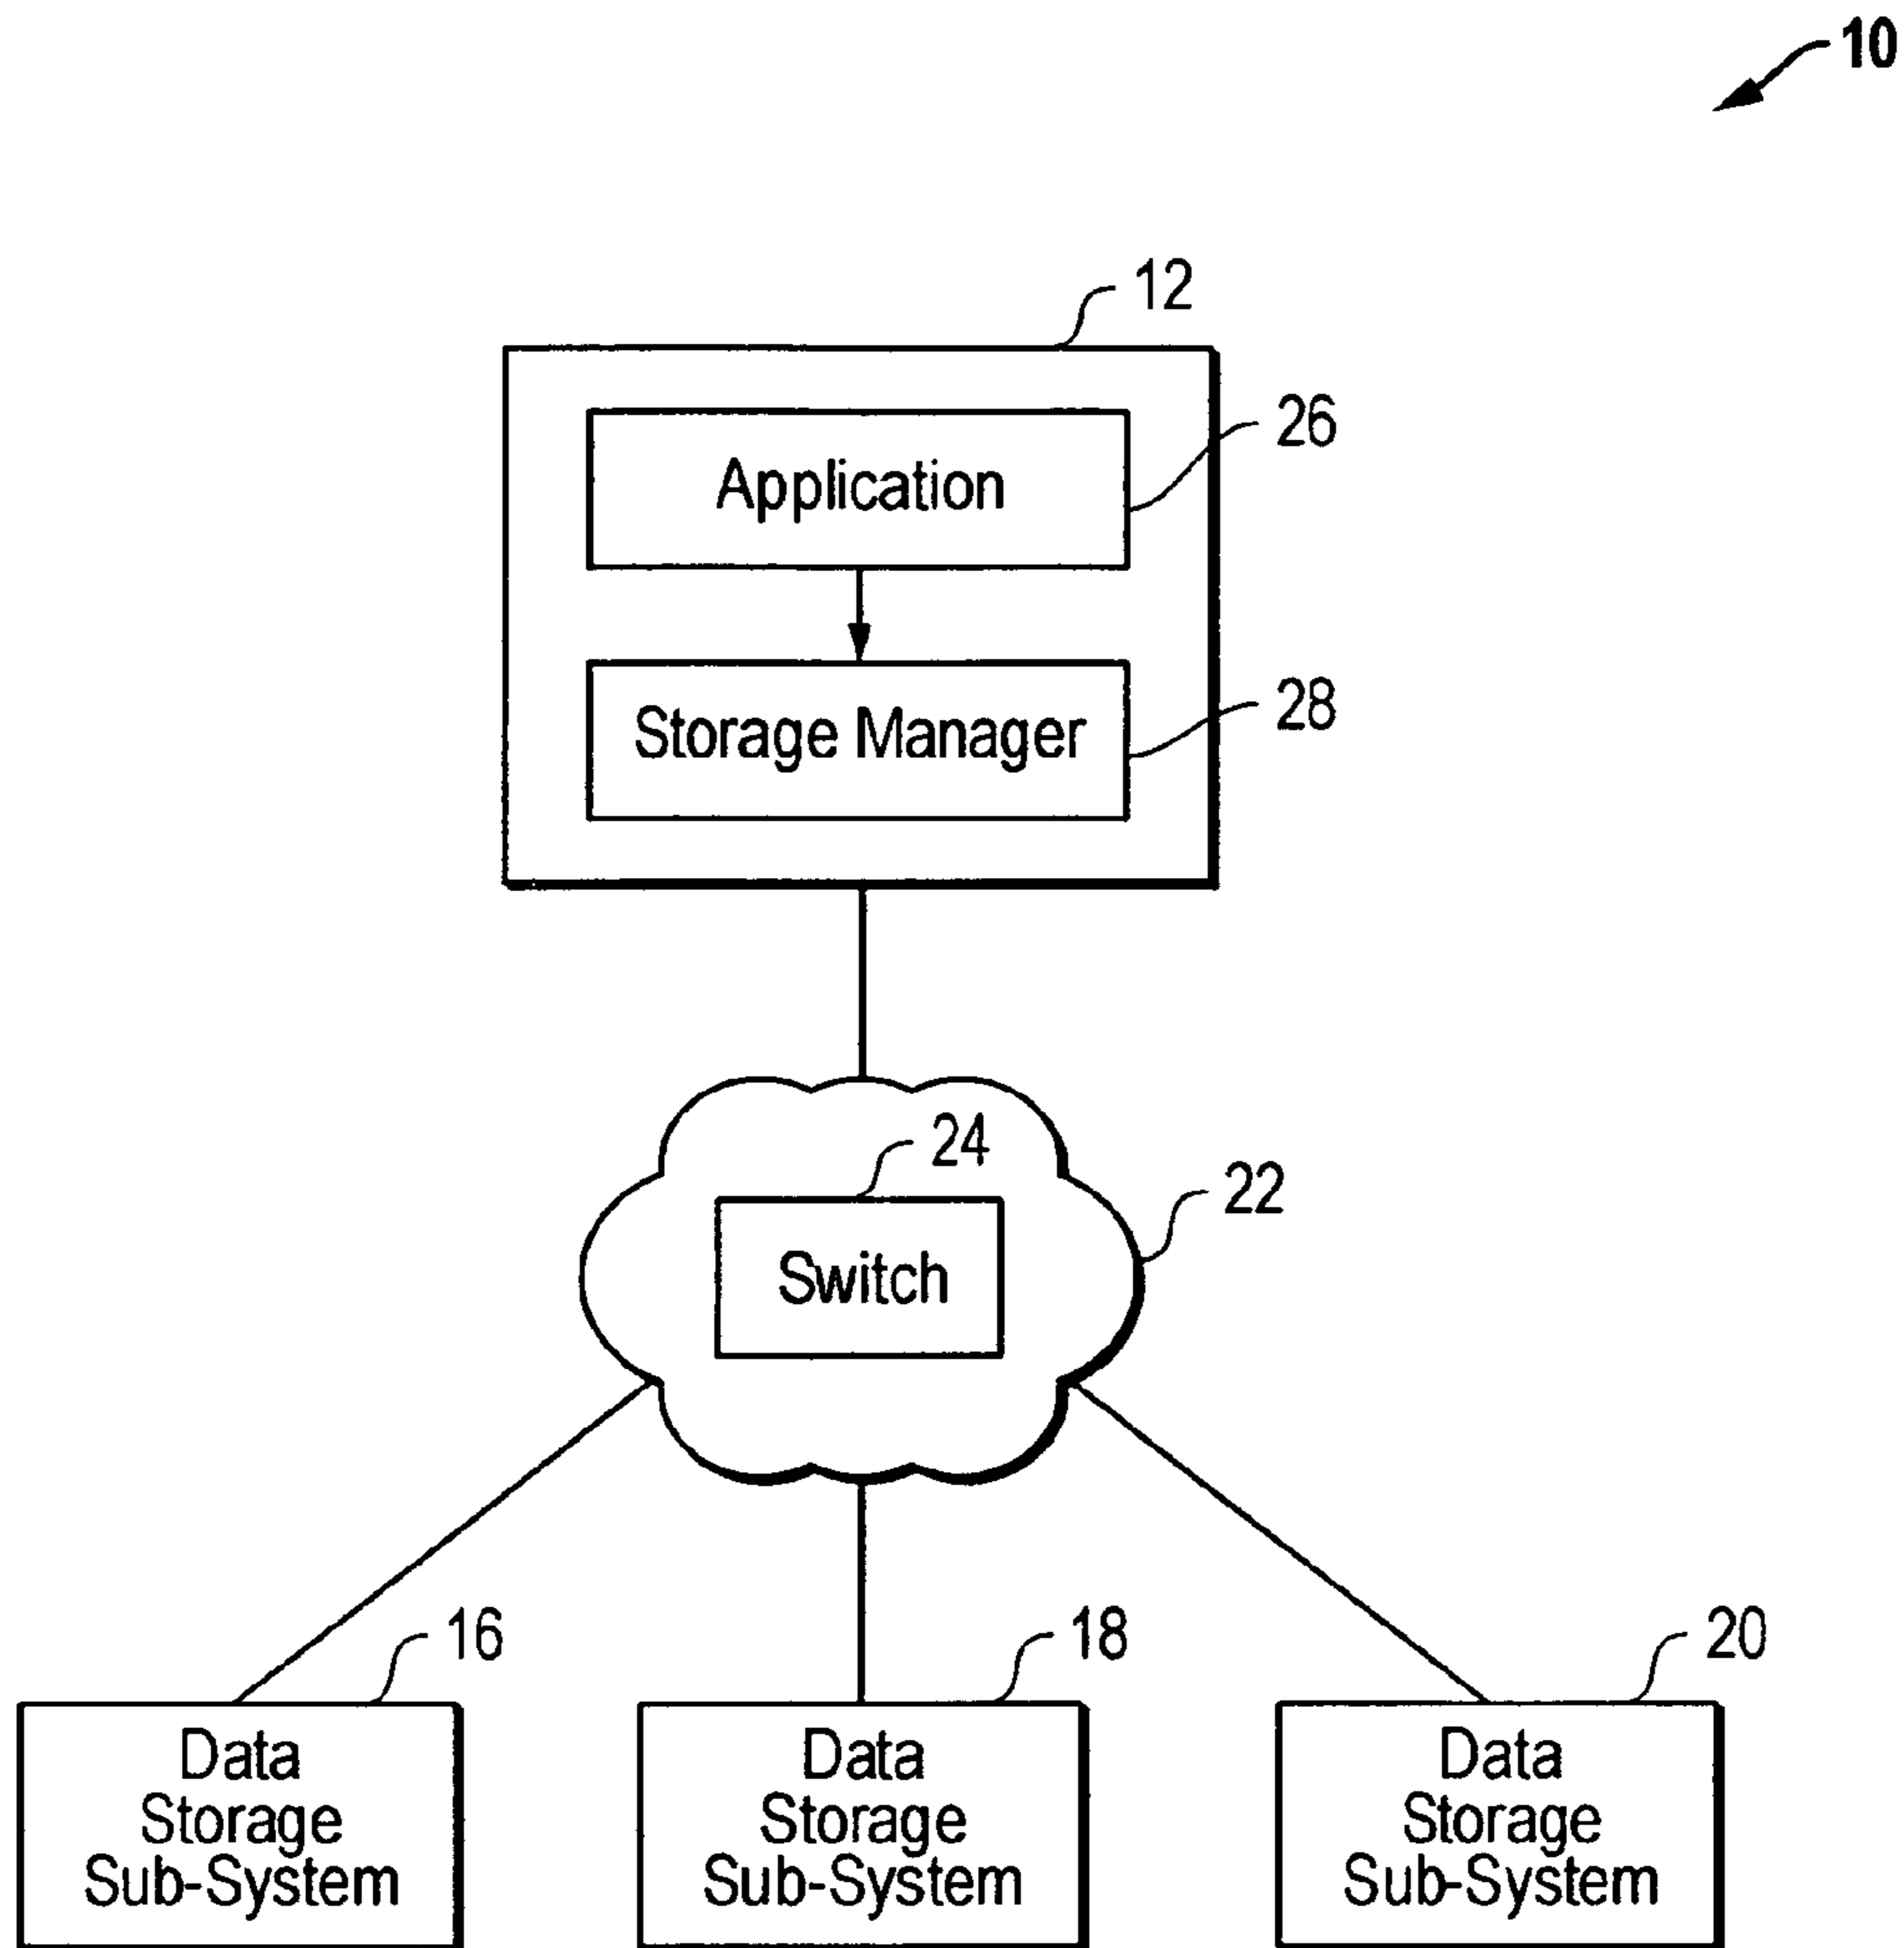 10
12
Application
26
Storage Manager
28
24
Switch
22
16
Data
Storage
Sub-System
18
Data
Storage
Sub-System
20
Data
Storage
Sub-System